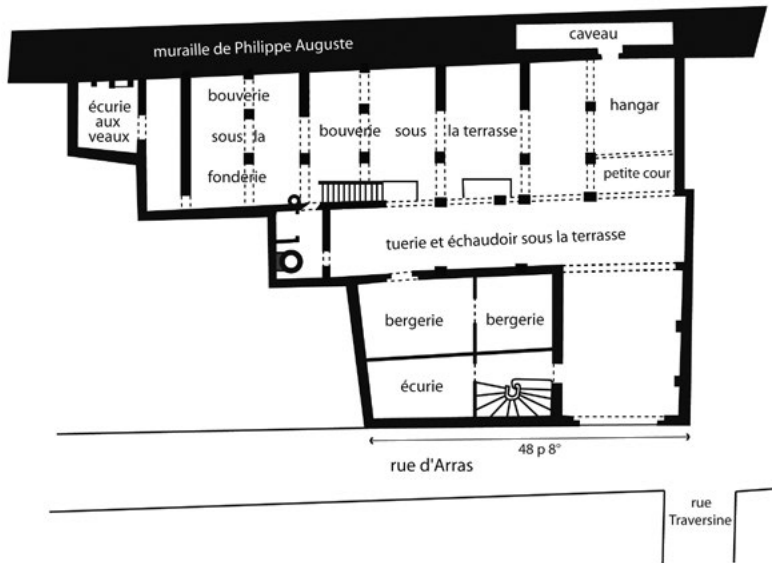 muraille de Philippe Auguste
caveau
écurie
aux
veaux
bouverie
sous la
fonderie
bouverie sous la terrasse
hangar
petite cour
tuerie et échaudoir sous la terrasse
bergerie
bergerie
écurie
48 p 8°
rue d'Arras
rue
Traversine